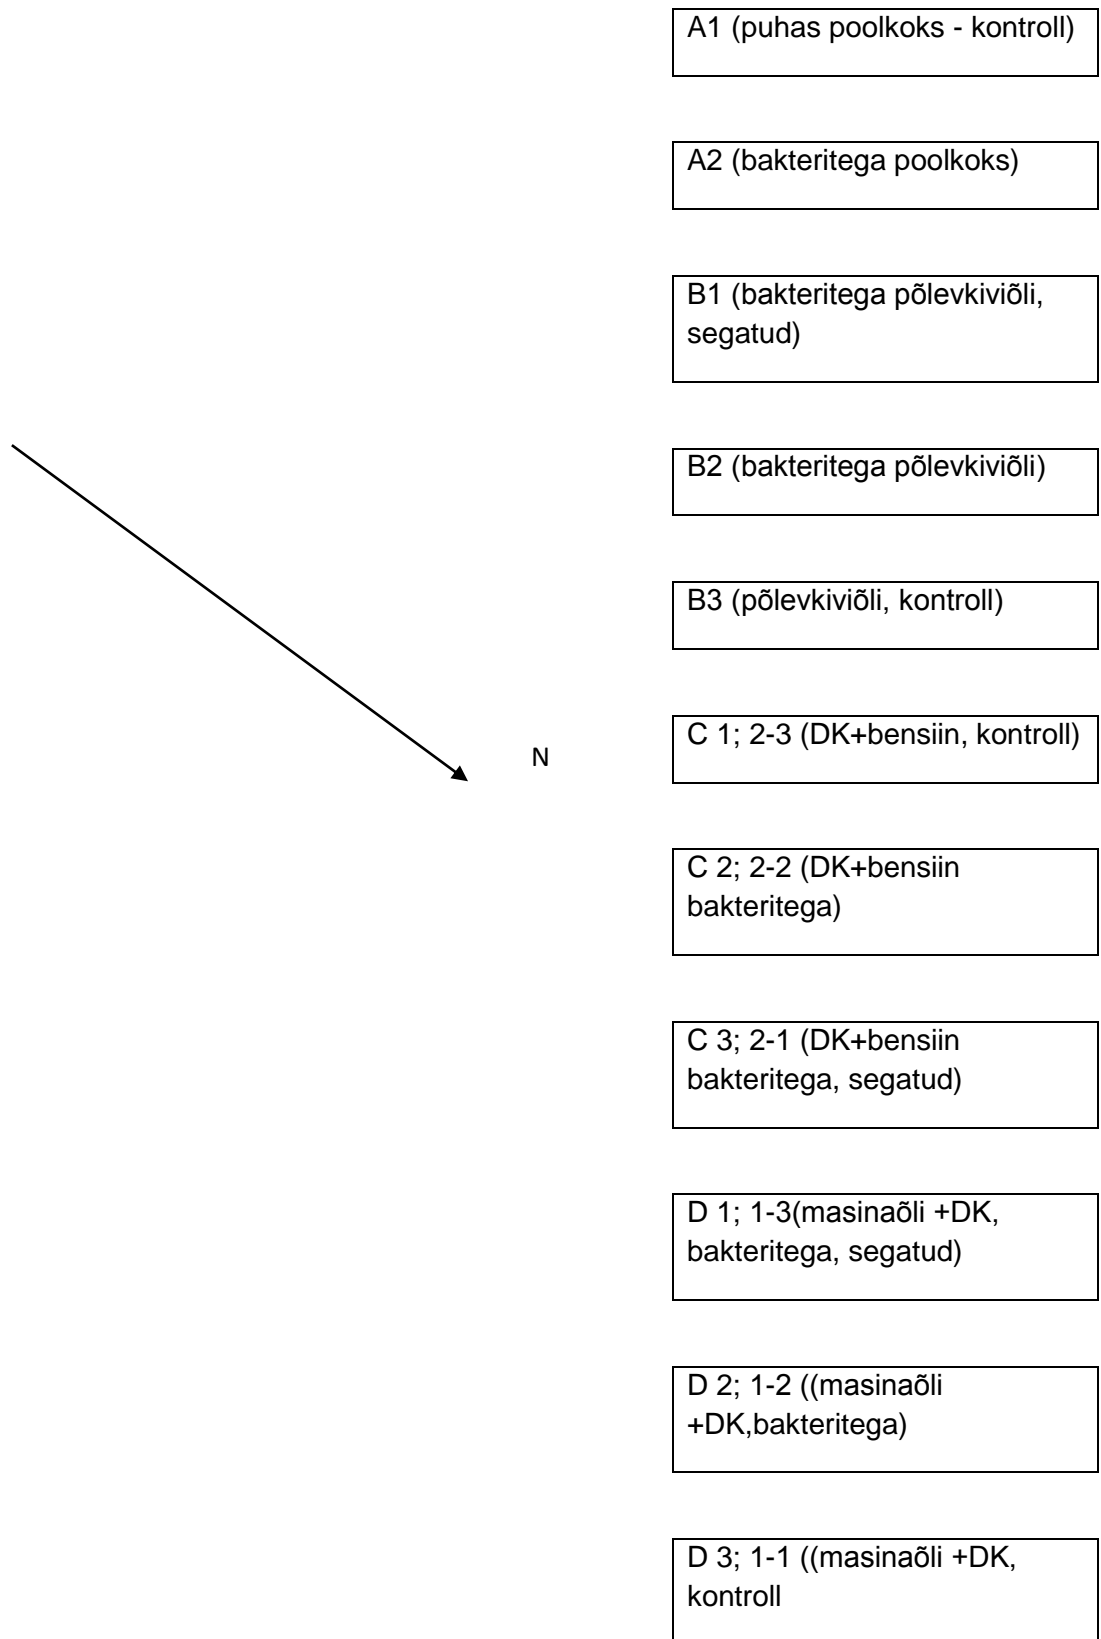 A1 (puhas poolkoks - kontroll)
A2 (bakteritega poolkoks)
B1 (bakteritega põlevkiviõli,
segatud)
B2 (bakteritega põlevkiviõli)
B3 (põlevkiviõli, kontroll)
C 1; 2-3 (DK+bensiin, kontroll)
N
C 2; 2-2 (DK+bensiin
bakteritega)
C 3; 2-1 (DK+bensiin
bakteritega, segatud)
D 1; 1-3(masinaõli +DK,
bakteritega, segatud)
D 2; 1-2 ((masinaõli
+DK,bakteritega)
D 3; 1-1 ((masinaõli +DK,
kontroll